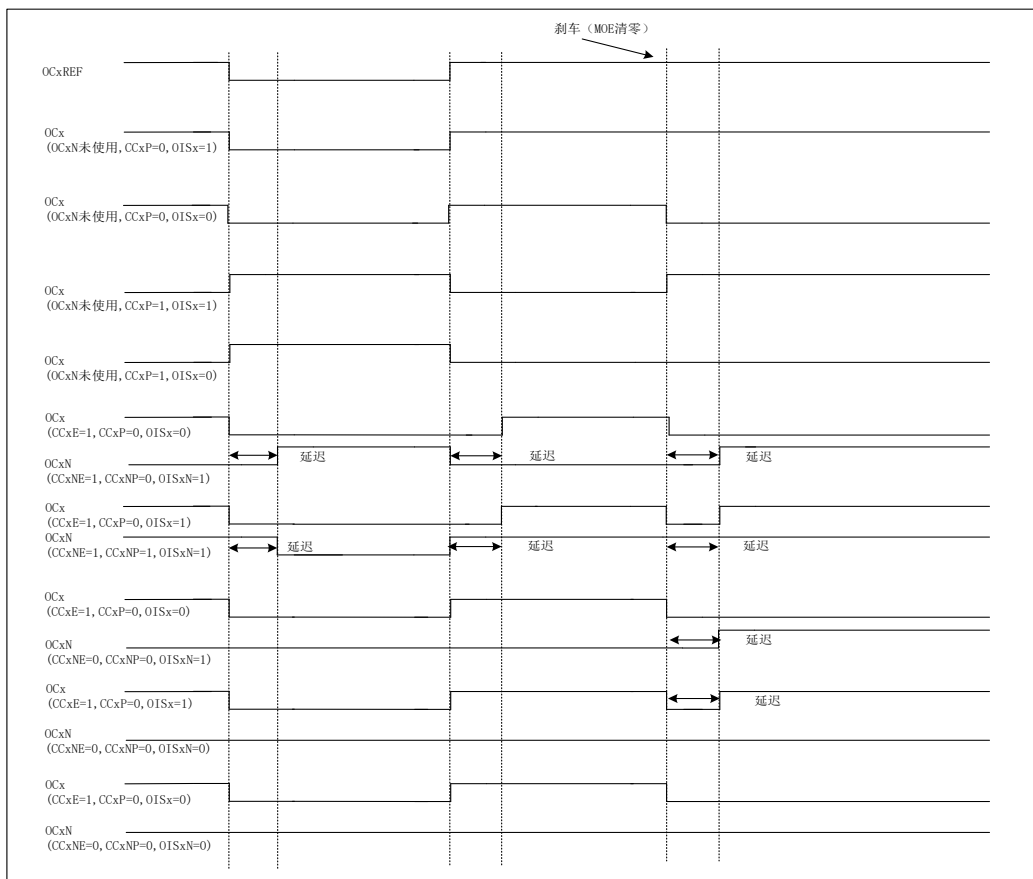 刹车（MOE清零）
OCxREF
OCx
(OCxN未使用,CCxP=0,OISx=1)
OCx
(OCxN未使用,CCxP=0,OISx=0)
OCx
(OCxN未使用,CCxP=1,OISx=1)
OCx
(OCxN未使用,CCxP=1,OISx=0)
OCx
(CCxE=1,CCxP=0,OISx=0)
延迟 延迟 延迟
OCxN
(CCxNE=1,CCxNP=0,OISxN=1)
OCx
(CCxE=1,CCxP=0,OISx=1)
OCxN
(CCxNE=1,CCxNP=1,OISxN=1)
延迟 延迟 延迟
OCx
(CCxE=1,CCxP=0,OISx=0)
OCxN
(CCxNE=0,CCxNP=0,OISxN=1)
延迟
OCx
(CCxE=1,CCxP=0,OISx=1)
延迟
OCxN
(CCxNE=0,CCxNP=0,OISxN=0)
OCx
(CCxE=1,CCxP=0,OISx=0)
OCxN
(CCxNE=0,CCxNP=0,OISxN=0)